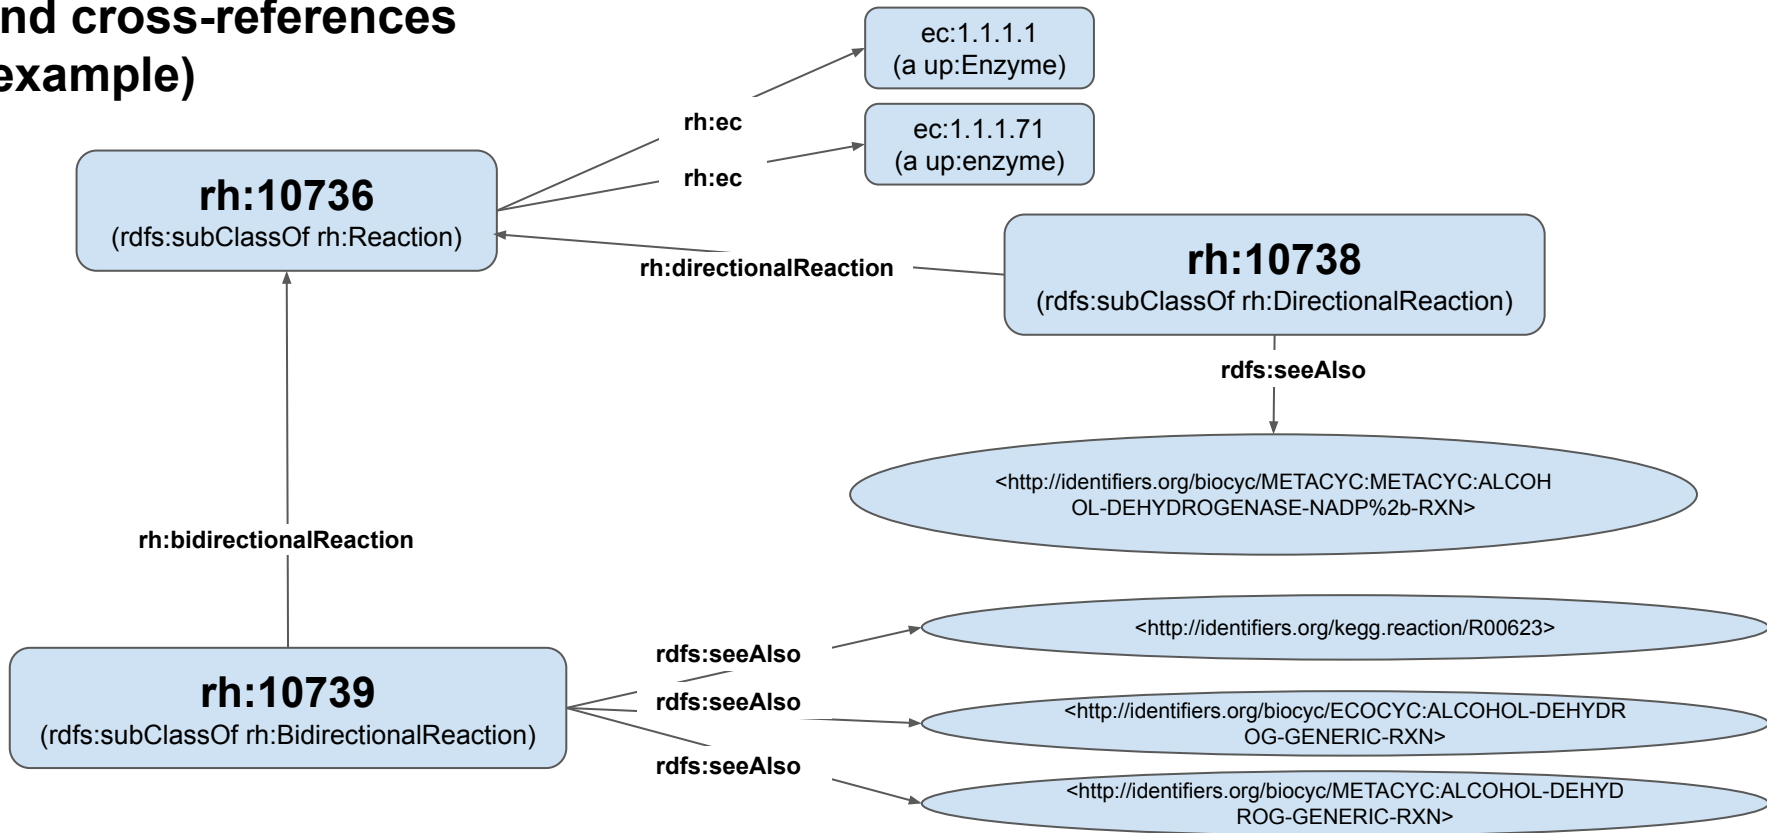 nd cross-references
example)
ec:1.1.1.1
(a up:Enzyme)
rh:ec
ec:1.1.1.71
(a up:enzyme)
rh:ec
rh:10736
(rdfs:subClassOf rh:Reaction)
rh:directionalReaction
rh:10738
(rdfs:subClassOf rh:DirectionalReaction)
rdfs:seeAlso
<http://identifiers.org/biocyc/METACYC:METACYC:ALCOH
OL-DEHYDROGENASE-NADP%2b-RXN>
rh:bidirectionalReaction
rh:10739
(rdfs:subClassOf rh:BidirectionalReaction)
rdfs:seeAlso
<http://identifiers.org/kegg.reaction/R00623>
rdfs:seeAlso
<http://identifiers.org/biocyc/ECOCYC:ALCOHOL-DEHYDR
OG-GENERIC-RXN>
rdfs:seeAlso
<http://identifiers.org/biocyc/METACYC:ALCOHOL-DEHYD
ROG-GENERIC-RXN>